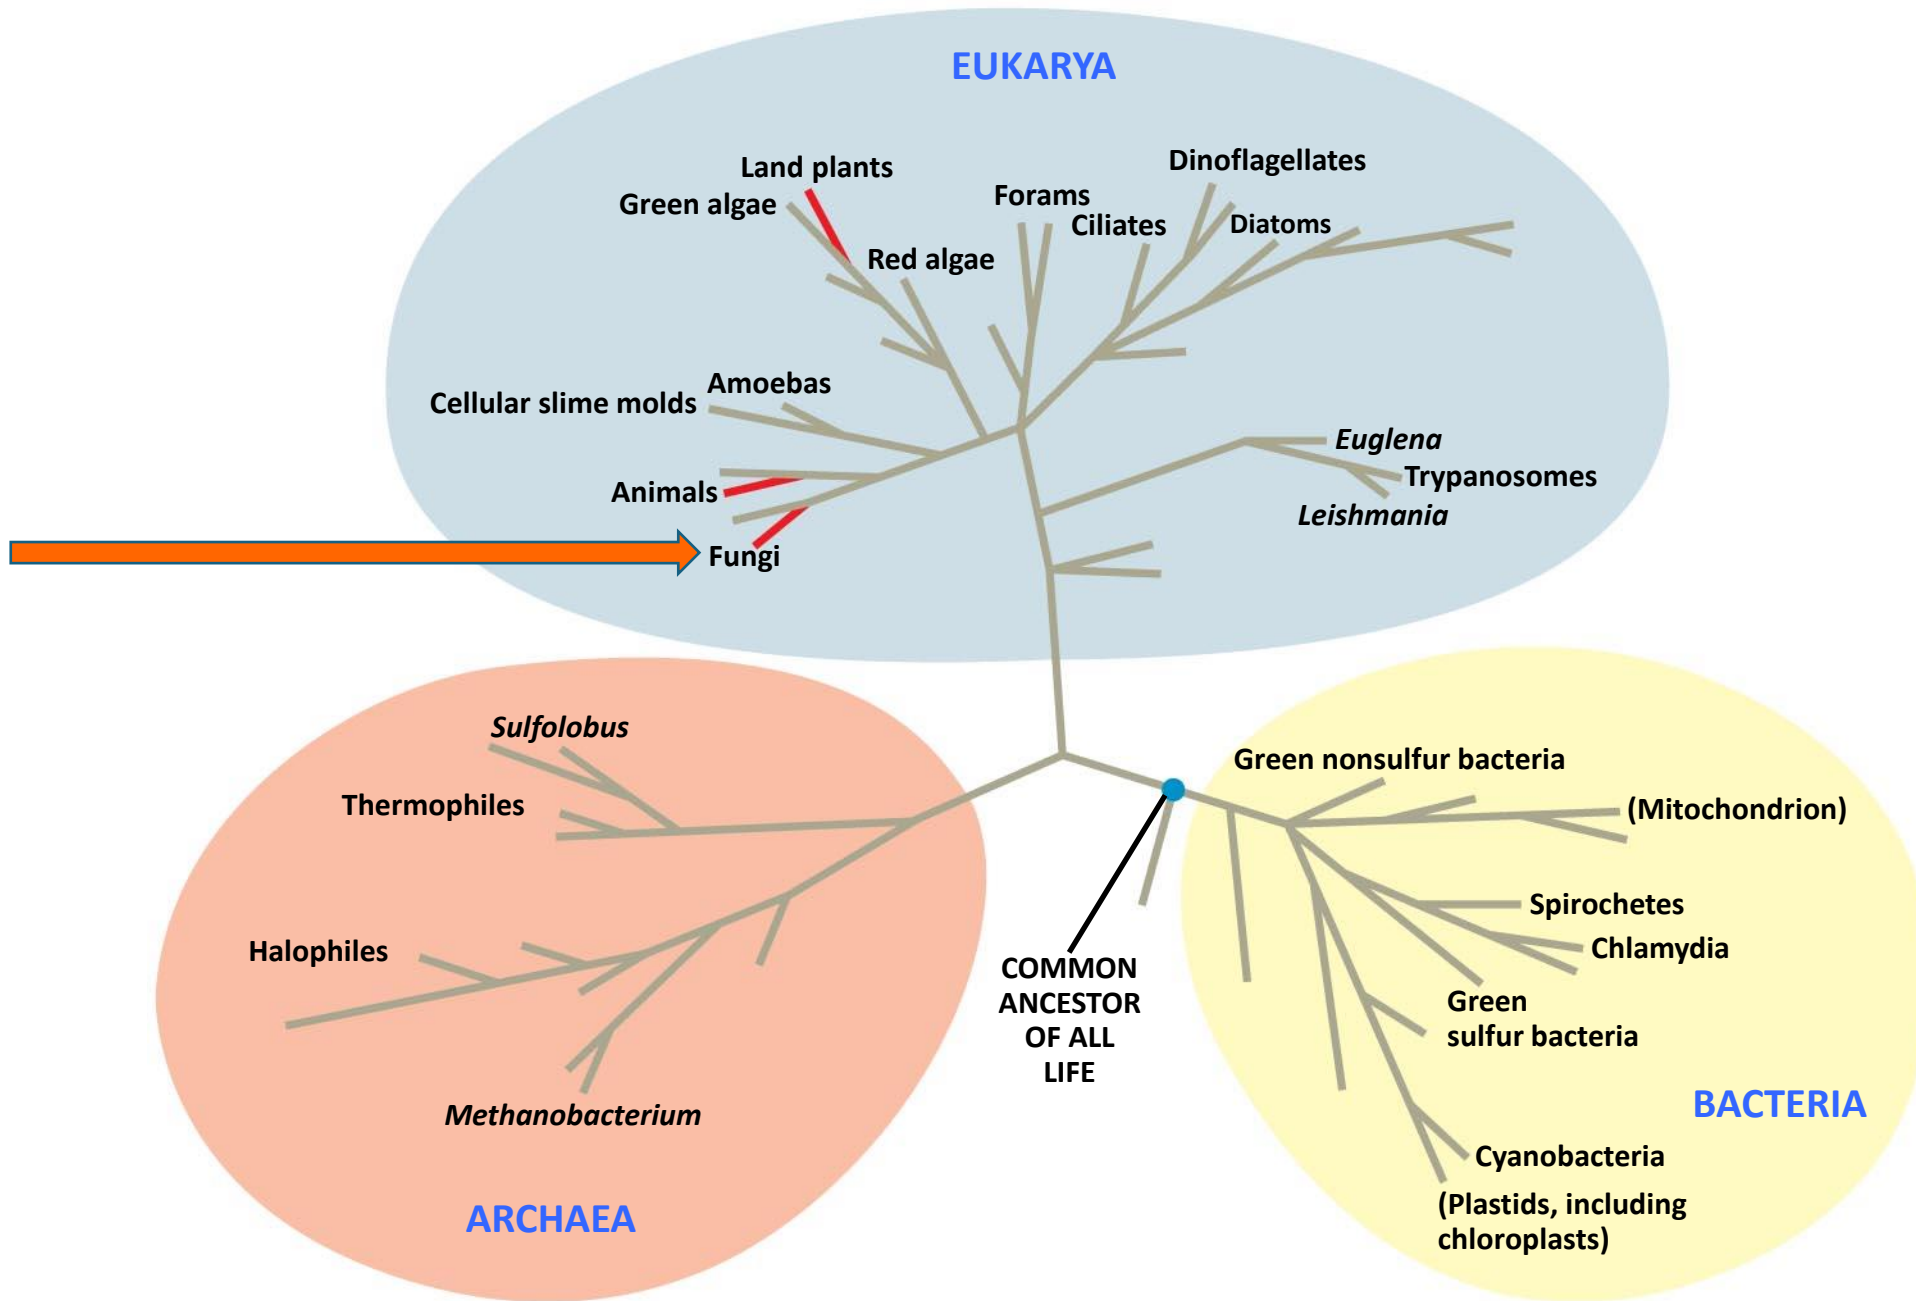 EUKARYA
Land plants
Green algae
Red algae
Forams
Ciliates
Dinoflagellates
Diatoms
Amoebas
Cellular slime molds
Animals
Fungi
Euglena
Trypanosomes
Leishmania
Sulfolobus
Thermophiles
Halophiles
Methanobacterium
ARCHAEA
COMMON
ANCESTOR
OF ALL
LIFE
Green nonsulfur bacteria
(Mitochondrion)
Spirochetes
Chlamydia
Green
sulfur bacteria
BACTERIA
Cyanobacteria
(Plastids, including
chloroplasts)